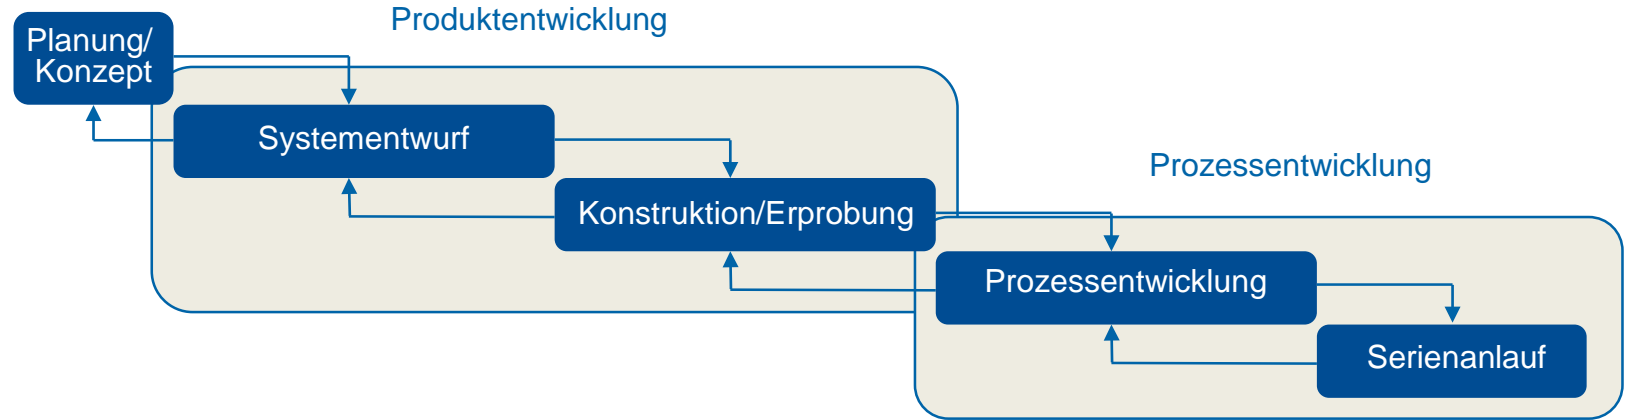 Produktentwicklung
Planung/
Konzept
Systementwurf
Prozessentwicklung
Konstruktion/Erprobung
Prozessentwicklung
Serienanlauf